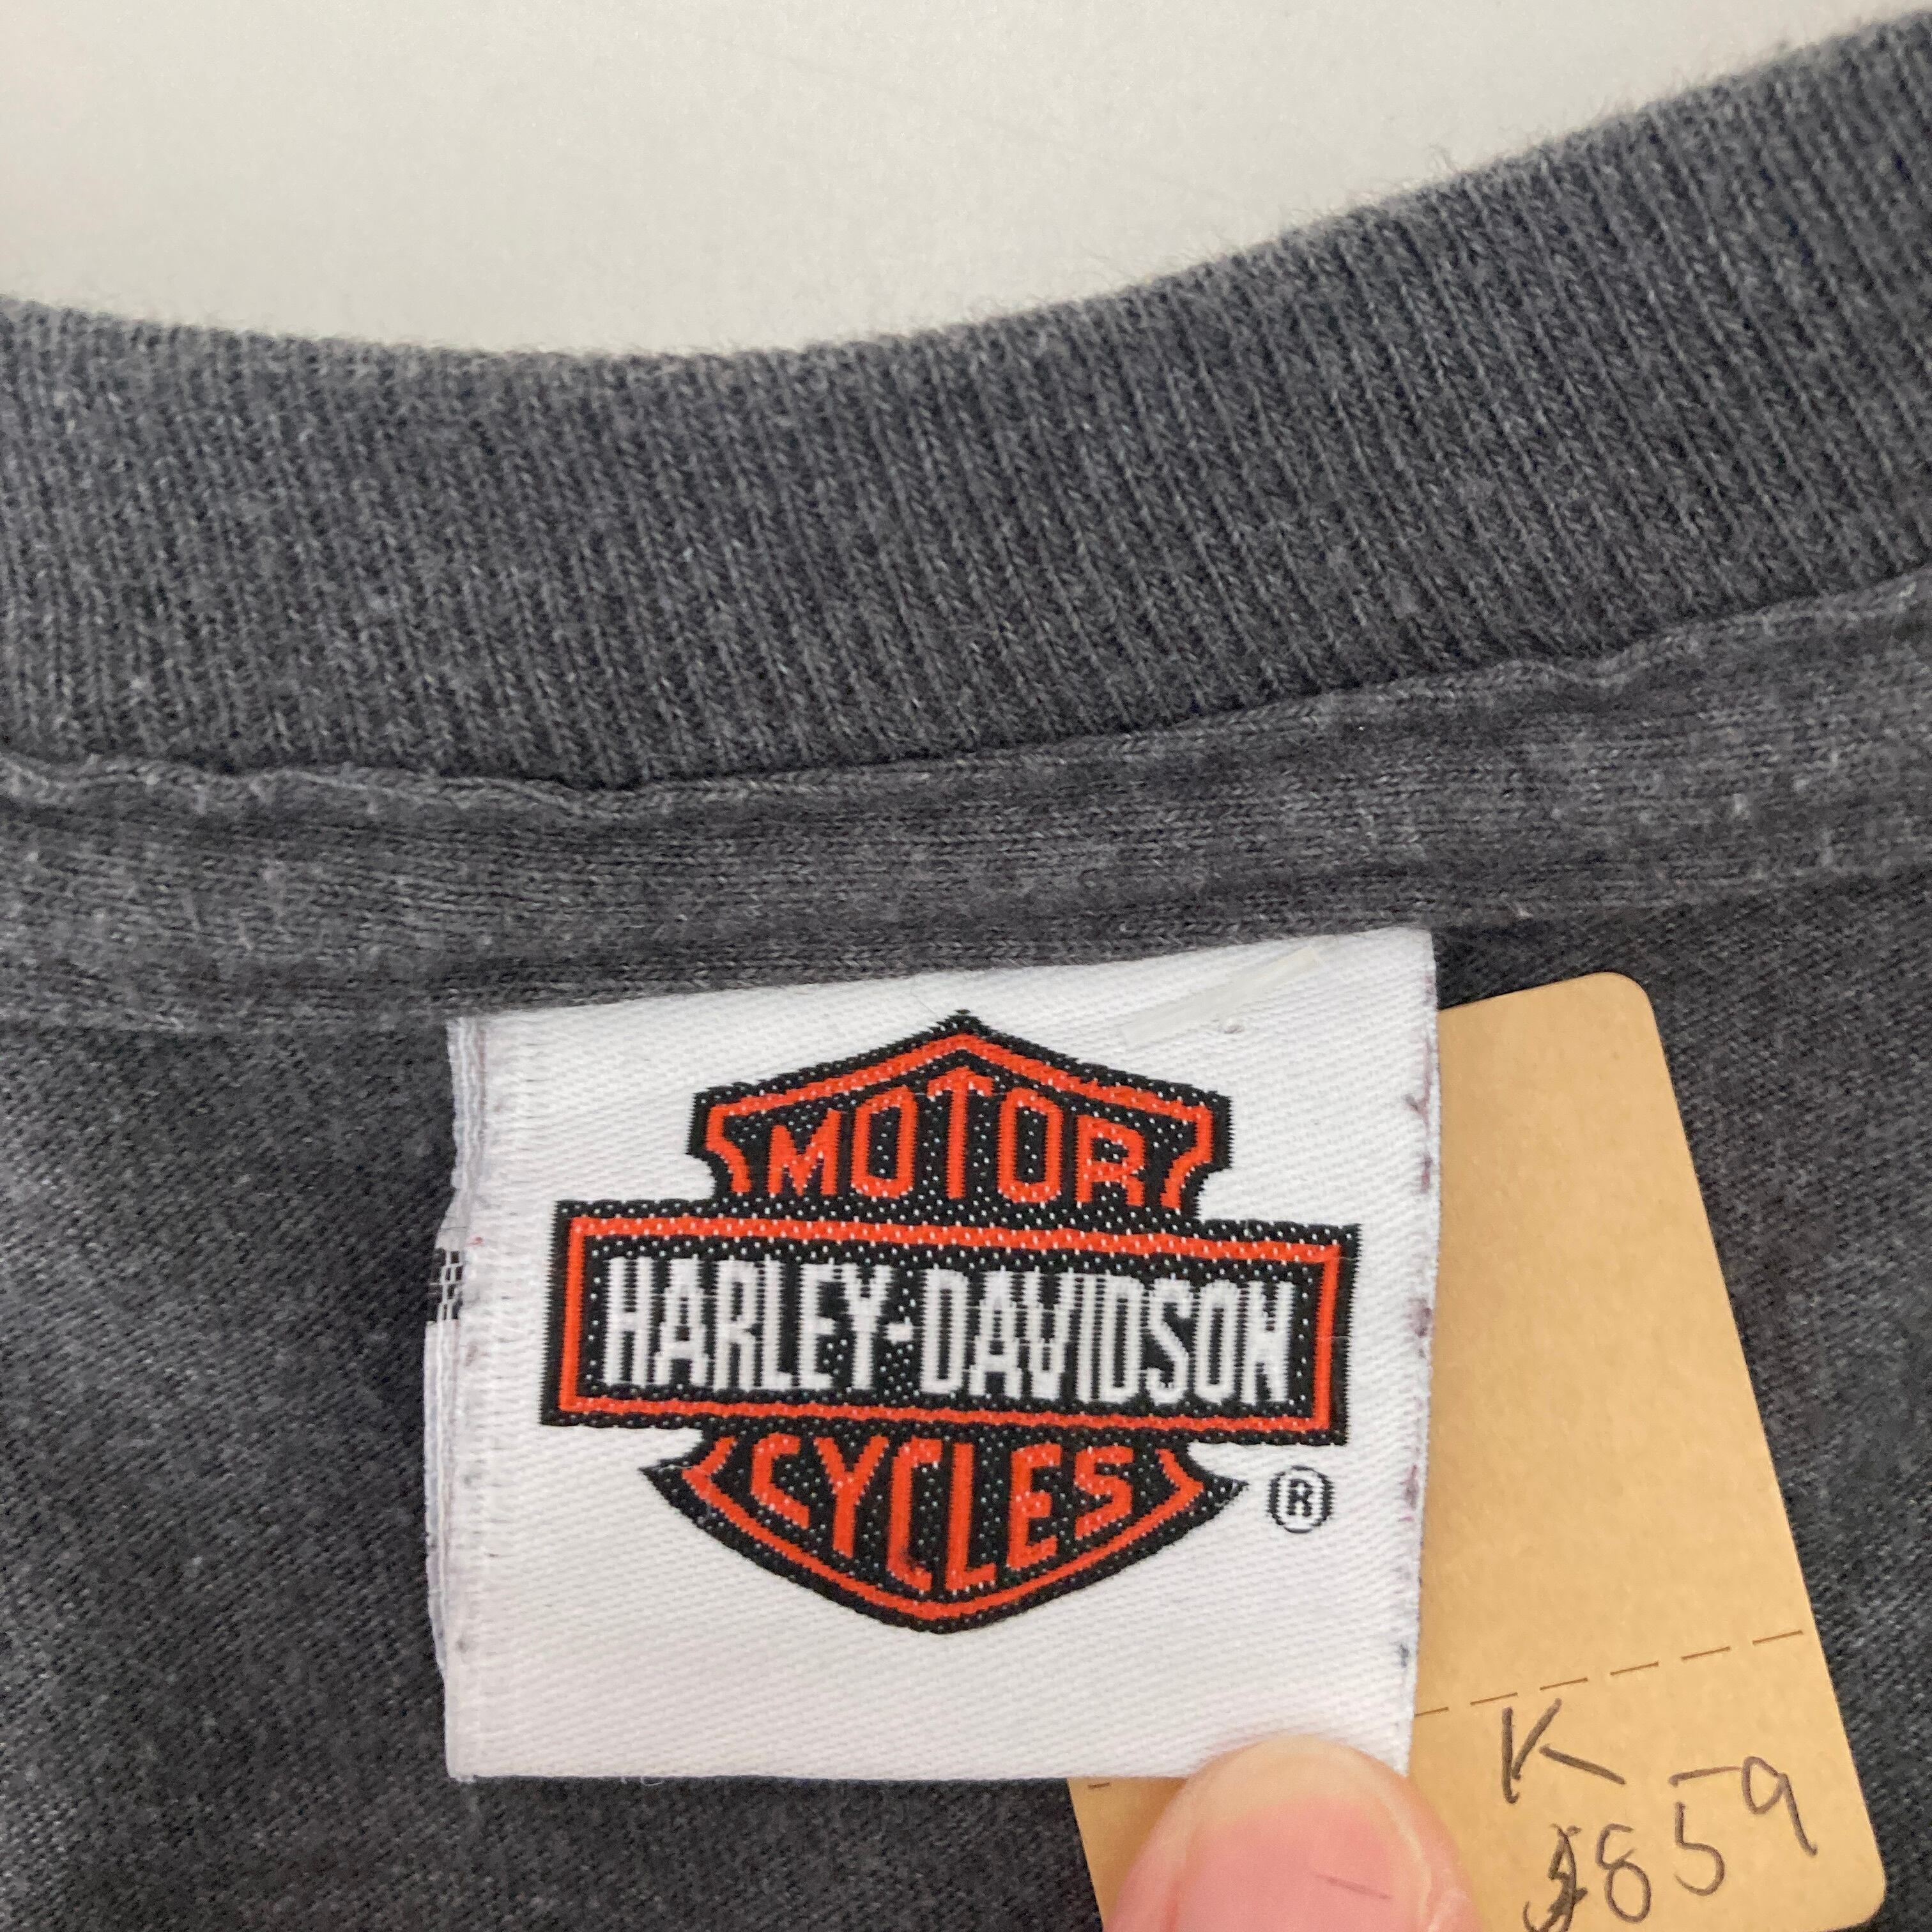 MOTOR
HARLEY-DAVIDSON
CYCLES
®
K